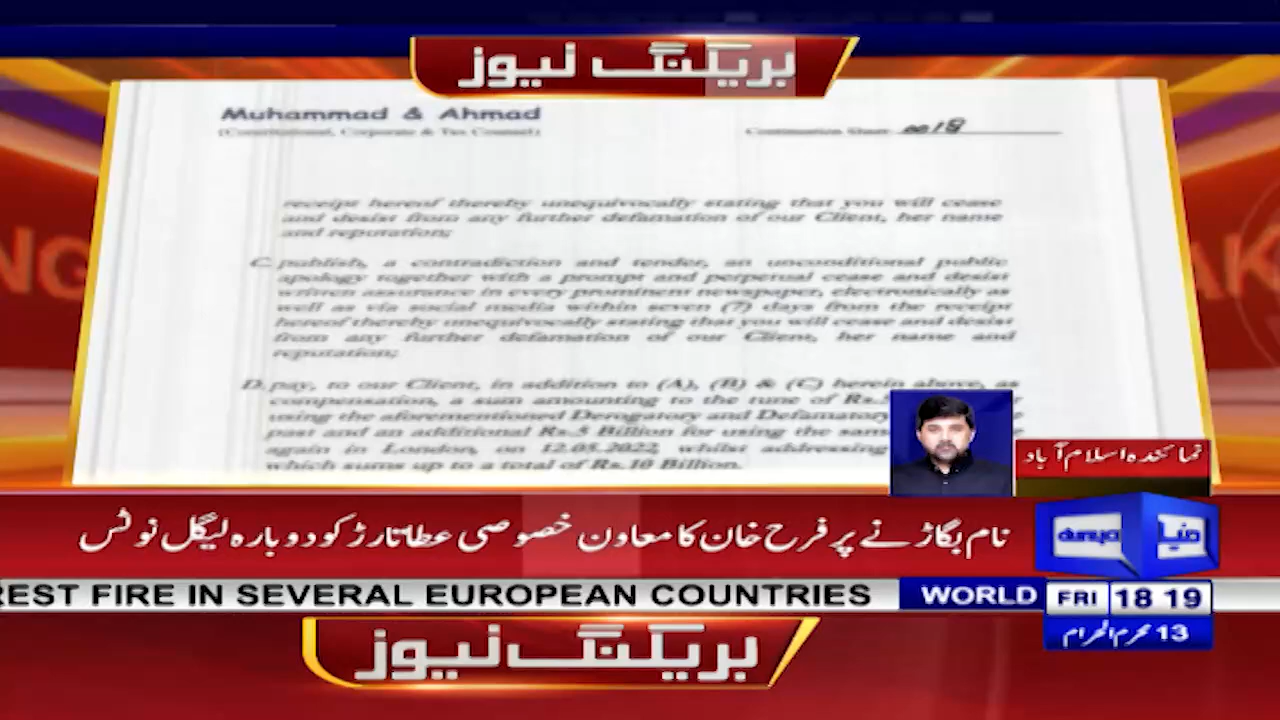 بریکنگ نیوز
Muhammad & Ahmad
(Constitutional, Corporate & Tax Counsel)
Continuation Sheet 0018
receipt hereof thereby unequivocally stating that you will cease
and desist from any further defamation of our Client, her name
and reputation;
C. publish, a contradiction and tender, an unconditional public
apology together with a prompt and perpetual cease and desist
written assurance in every prominent newspaper, electronically as
well as via social media within seven (7) days from the receipt
hereof thereby unequivocally stating that you will cease and desist
from any further defamation of our Client, her name and
reputation;
D. pay, to our Client, in addition to (A), (B) & (C) herein above, as
compensation, a sum amounting to the tune of Rs.
using the aforementioned Derogatory and Defamatory
past and an additional Rs.5 Billion for using the same
again in London, on 12.05.2022, whilst addressing
which sums up to a total of Rs.10 Billion.
نمائندہ اسلام آباد
نام بگاڑنے پر فرح خان کا معاون خصوصی عطا تارڑ کو دوبارہ لیگل نوٹس
dunya دنیا
REST FIRE IN SEVERAL EUROPEAN COUNTRIES WORLD FRI 18 19
13 محرم الحرام
بریکنگ نیوز